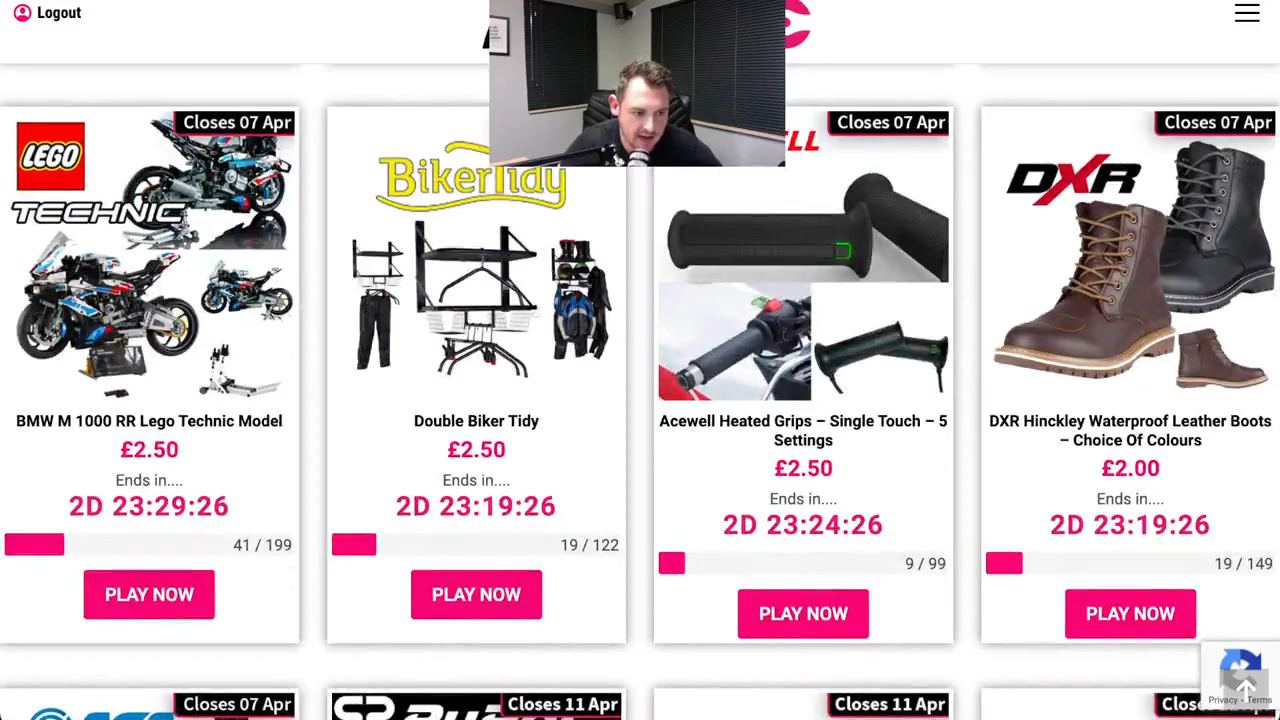 Logout
Closes 07 Apr
LEGO
TECHNIC
BMW M 1000 RR Lego Technic Model
£2.50
Ends in....
2D 23:29:26
41 / 199
PLAY NOW
BikerTidy
Double Biker Tidy
£2.50
Ends in....
2D 23:19:26
19 / 122
PLAY NOW
Closes 07 Apr
LL
Acewell Heated Grips – Single Touch – 5
Settings
£2.50
Ends in....
2D 23:24:26
9 / 99
PLAY NOW
Closes 07 Apr
DXR
DXR Hinckley Waterproof Leather Boots
– Choice Of Colours
£2.00
Ends in....
2D 23:19:26
19 / 149
PLAY NOW
Closes 07 Apr
Closes 11 Apr
Closes 11 Apr
Privacy - Terms